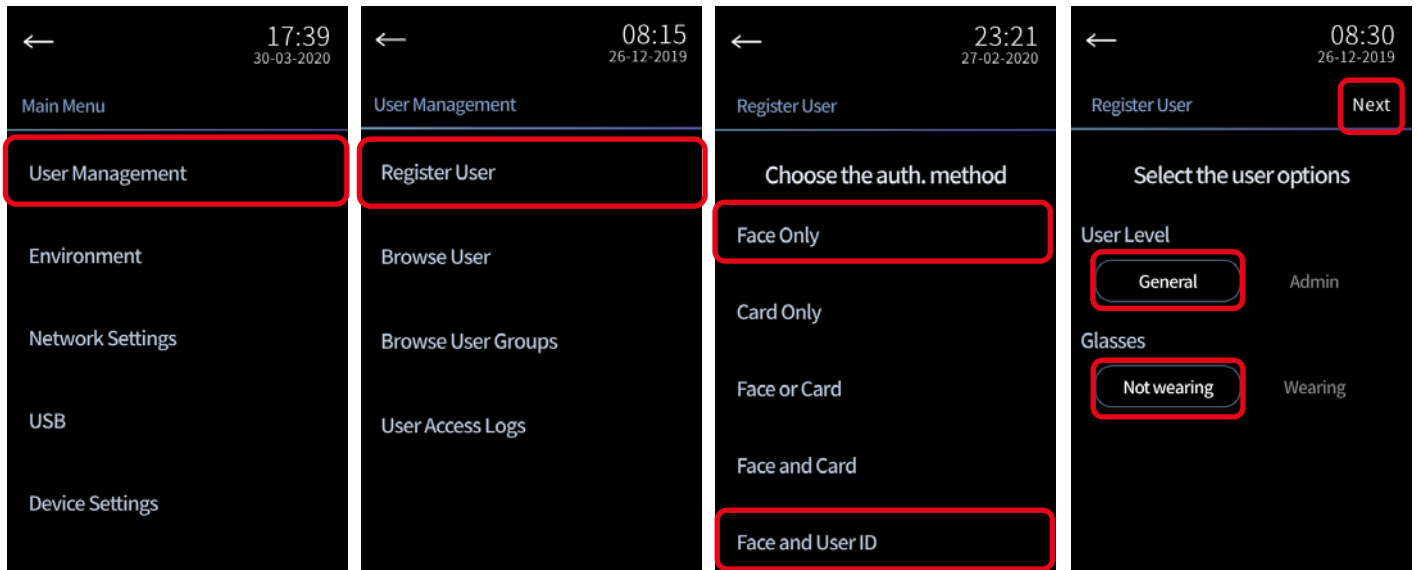 ←
17:39
30-03-2020
Main Menu
User Management
Environment
Network Settings
USB
Device Settings
←
08:15
26-12-2019
User Management
Register User
Browse User
Browse User Groups
User Access Logs
←
23:21
27-02-2020
Register User
Choose the auth. method
Face Only
Card Only
Face or Card
Face and Card
Face and User ID
←
08:30
26-12-2019
Register User Next
Select the user options
User Level
General Admin
Glasses
Not wearing Wearing